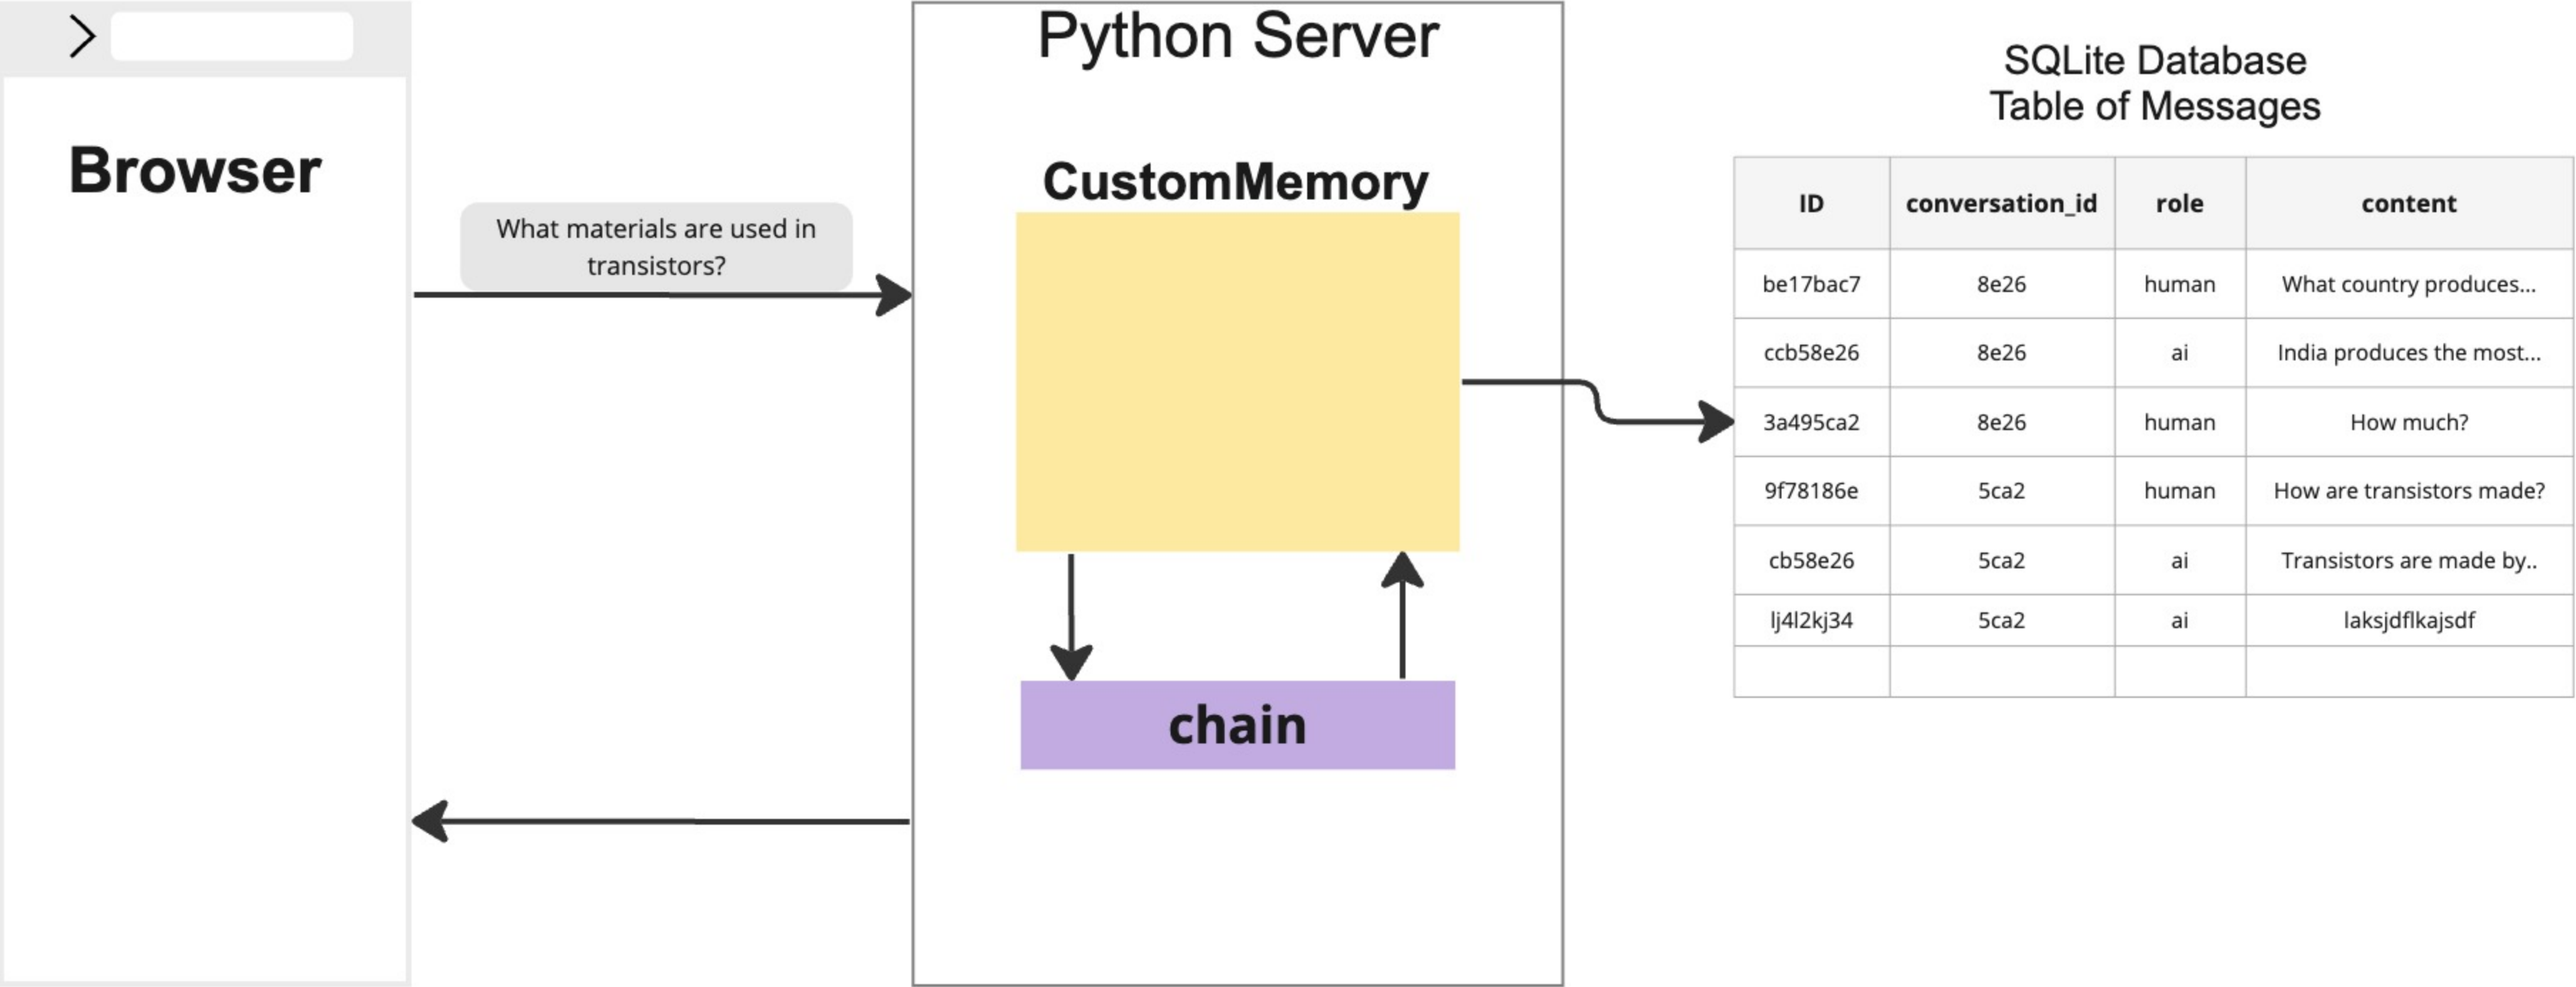 Browser
What materials are used in
transistors?
Python Server
CustomMemory
chain
SQLite Database
Table of Messages
ID conversation_id role content
be17bac7 8e26 human What country produces...
ccb58e26 8e26 ai India produces the most...
3a495ca2 8e26 human How much?
9f78186e 5ca2 human How are transistors made?
cb58e26 5ca2 ai Transistors are made by..
lj4l2kj34 5ca2 ai laksjdflkajsdf